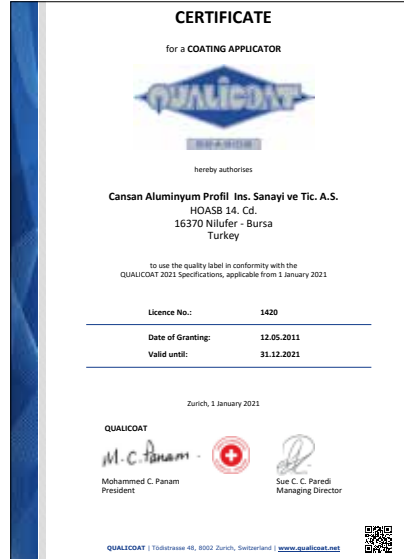 CERTIFICATE
for a COATING APPLICATOR
QUALICOAT
SEASIDE
hereby authorises
Cansan Aluminyum Profil Ins. Sanayi ve Tic. A.S.
HOASB 14. Cd.
16370 Nilufer - Bursa
Turkey
to use the quality label in conformity with the
QUALICOAT 2021 Specifications, applicable from 1 January 2021
Licence No.: 1420
Date of Granting: 12.05.2011
Valid until: 31.12.2021
Zurich, 1 January 2021
QUALICOAT
M.C. Panam
Mohammed C. Panam
President
Sue C. C. Paredi
Managing Director
QUALICOAT | Tödistrasse 48, 8002 Zurich, Switzerland | www.qualicoat.net